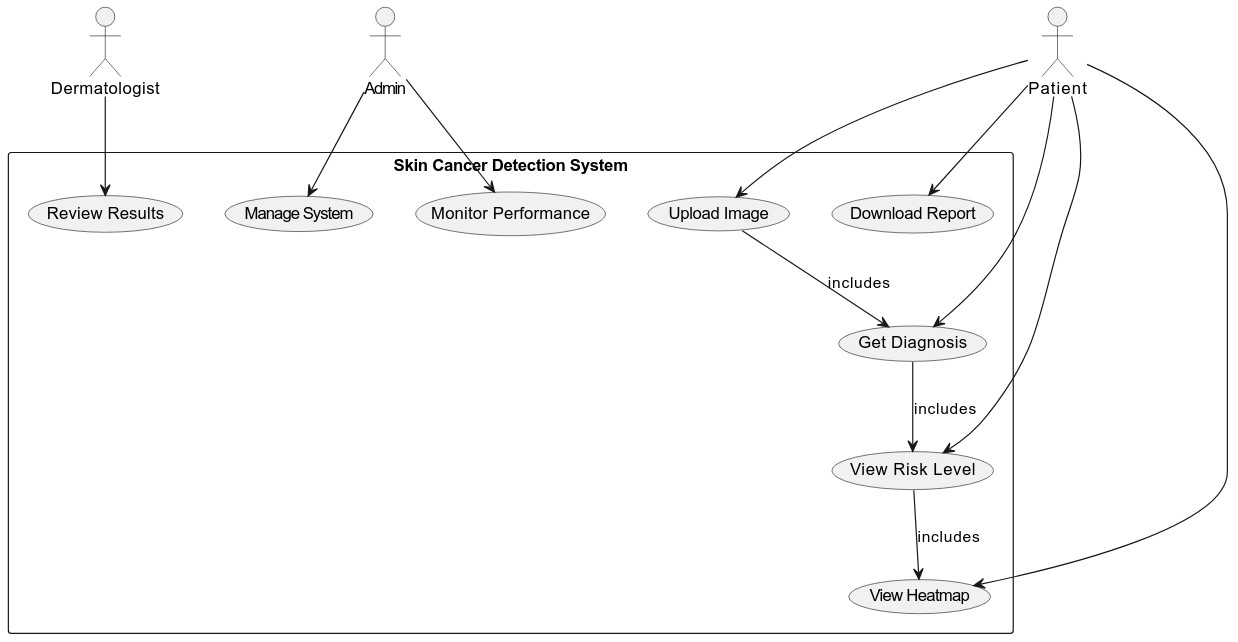 Dermatologist
Admin
Patient
Skin Cancer Detection System
Review Results
Manage System
Monitor Performance
Upload Image
Download Report
includes
Get Diagnosis
includes
View Risk Level
includes
View Heatmap